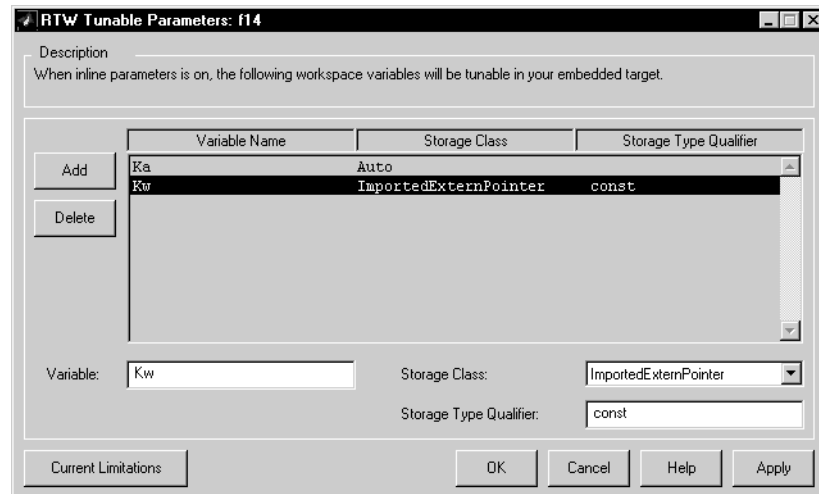 RTW Tunable Parameters: f14
Description
When inline parameters is on, the following workspace variables will be tunable in your embedded target.
Variable Name Storage Class Storage Type Qualifier
Add
Ka Auto
Kw ImportedExternPointer const
Delete
Variable: Kw Storage Class: ImportedExternPointer
Storage Type Qualifier: const
Current Limitations OK Cancel Help Apply